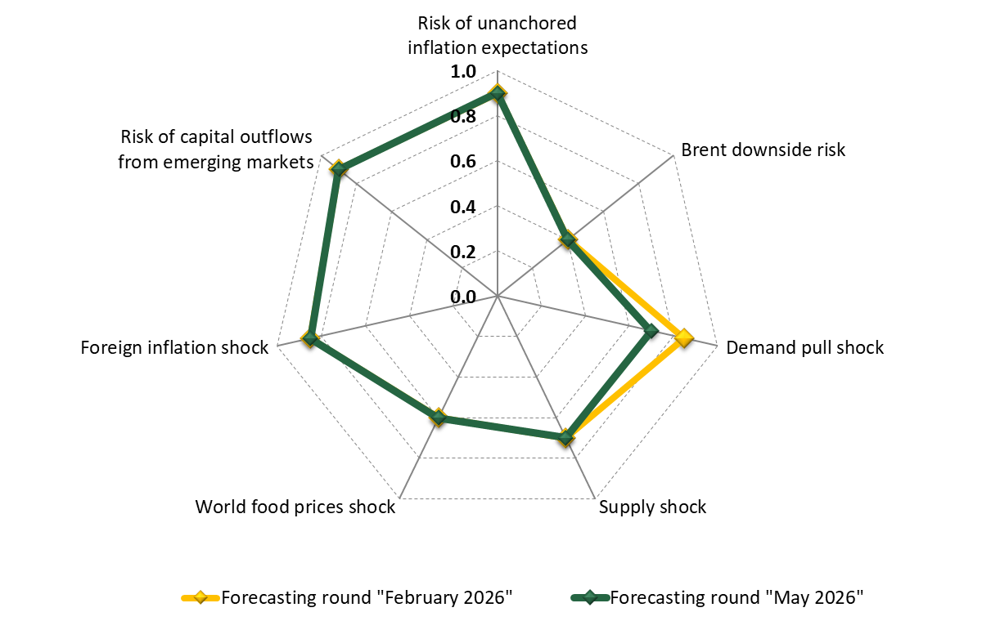 Risk of unanchored
inflation expectations
1.0
0.8
0.6
0.4
0.2
0.0
Brent downside risk
Demand pull shock
Supply shock
World food prices shock
Foreign inflation shock
Risk of capital outflows
from emerging markets
Forecasting round "February 2026"
Forecasting round "May 2026"